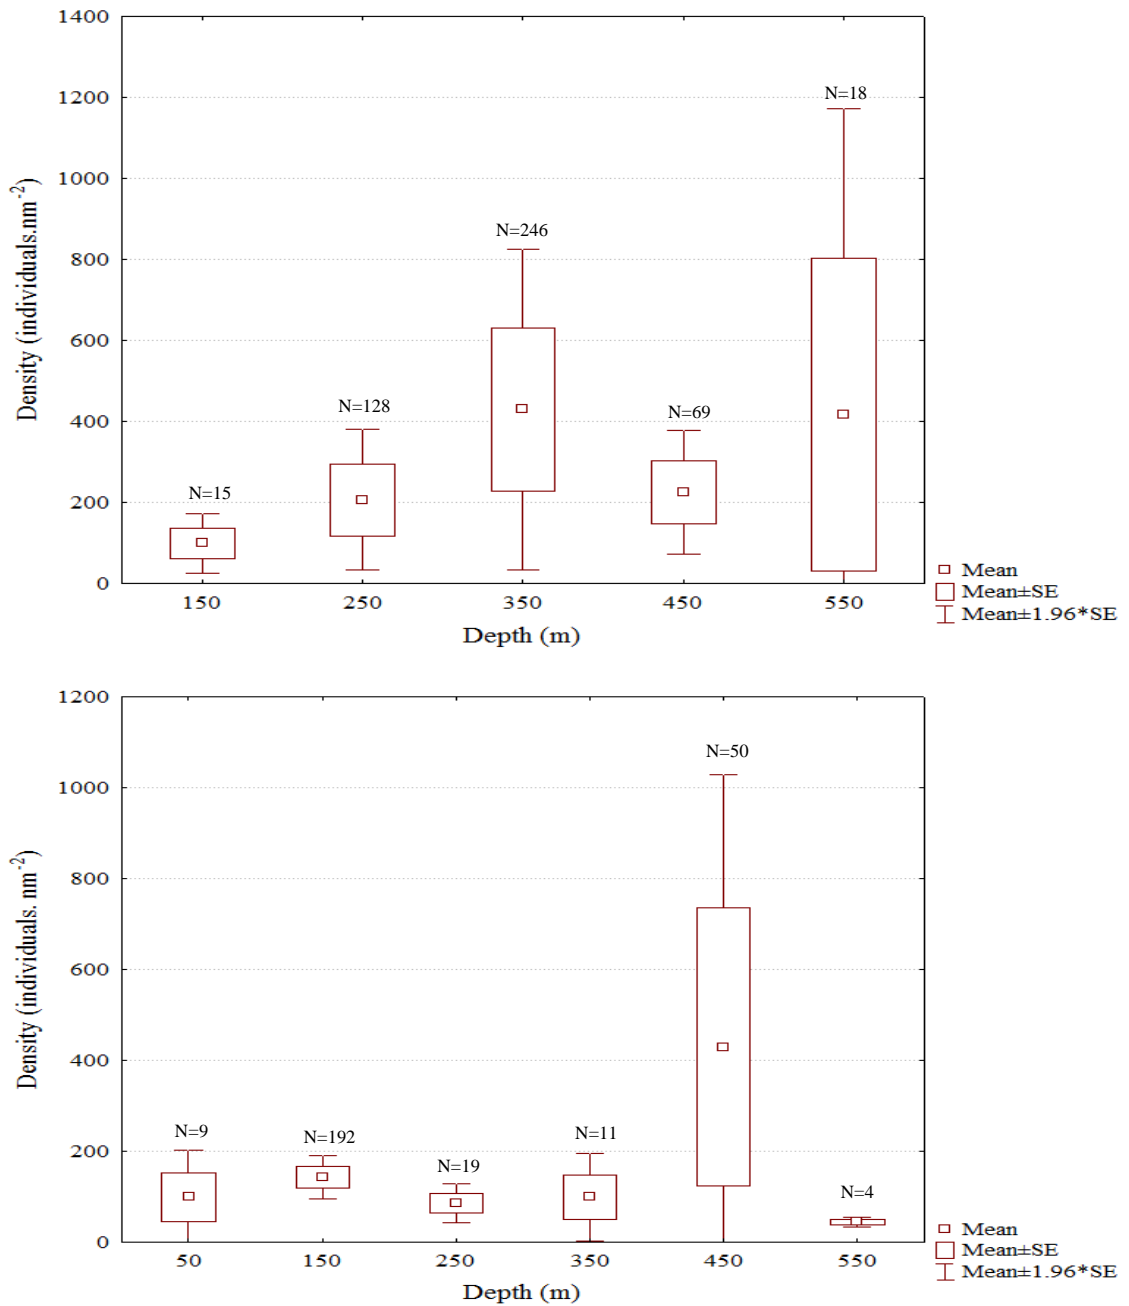 1400
1200
1000
800
600
400
200
0
Density (individuals.nm-2)
N=15
N=128
N=246
N=69
N=18
150 250 350 450 550
Depth (m)
Mean
Mean±SE
Mean±1.96*SE
1200
1000
800
600
400
200
0
Density (individuals. nm-2)
N=9
N=192
N=19
N=11
N=50
N=4
50 150 250 350 450 550
Depth (m)
Mean
Mean±SE
Mean±1.96*SE